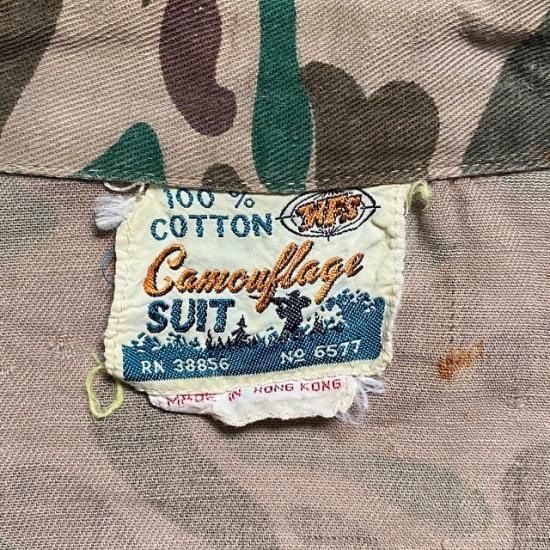 100 %
COTTON
WFS
Camouflage
SUIT
RN 38856 No 6577
MADE IN HONG KONG